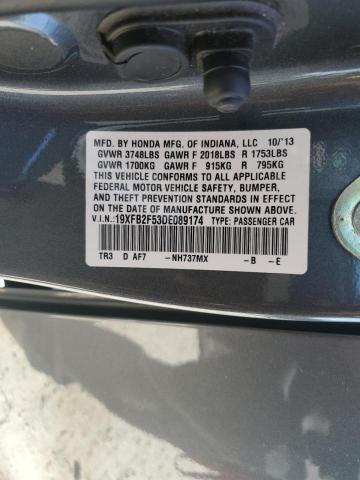 MFD. BY HONDA MFG. OF INDIANA, LLC 10/'13
GVWR 3748LBS GAWR F 2018LBS R 1753LBS
GVWR 1700KG GAWR F 915KG R 795KG
THIS VEHICLE CONFORMS TO ALL APPLICABLE
FEDERAL MOTOR VEHICLE SAFETY, BUMPER,
AND THEFT PREVENTION STANDARDS IN EFFECT
ON THE DATE OF MANUFACTURE SHOWN ABOVE.
V.I.N.:19XFB2F53DE089174 TYPE: PASSENGER CAR
TR3 D AF7 -NH737MX -B -E